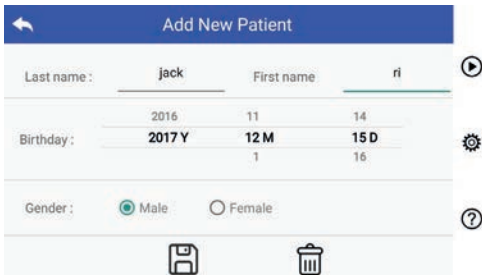 Add New Patient
Last name : jack First name ri
2016 11 14
Birthday : 2017 Y 12 M 15 D
1 16
Gender : Male Female
?